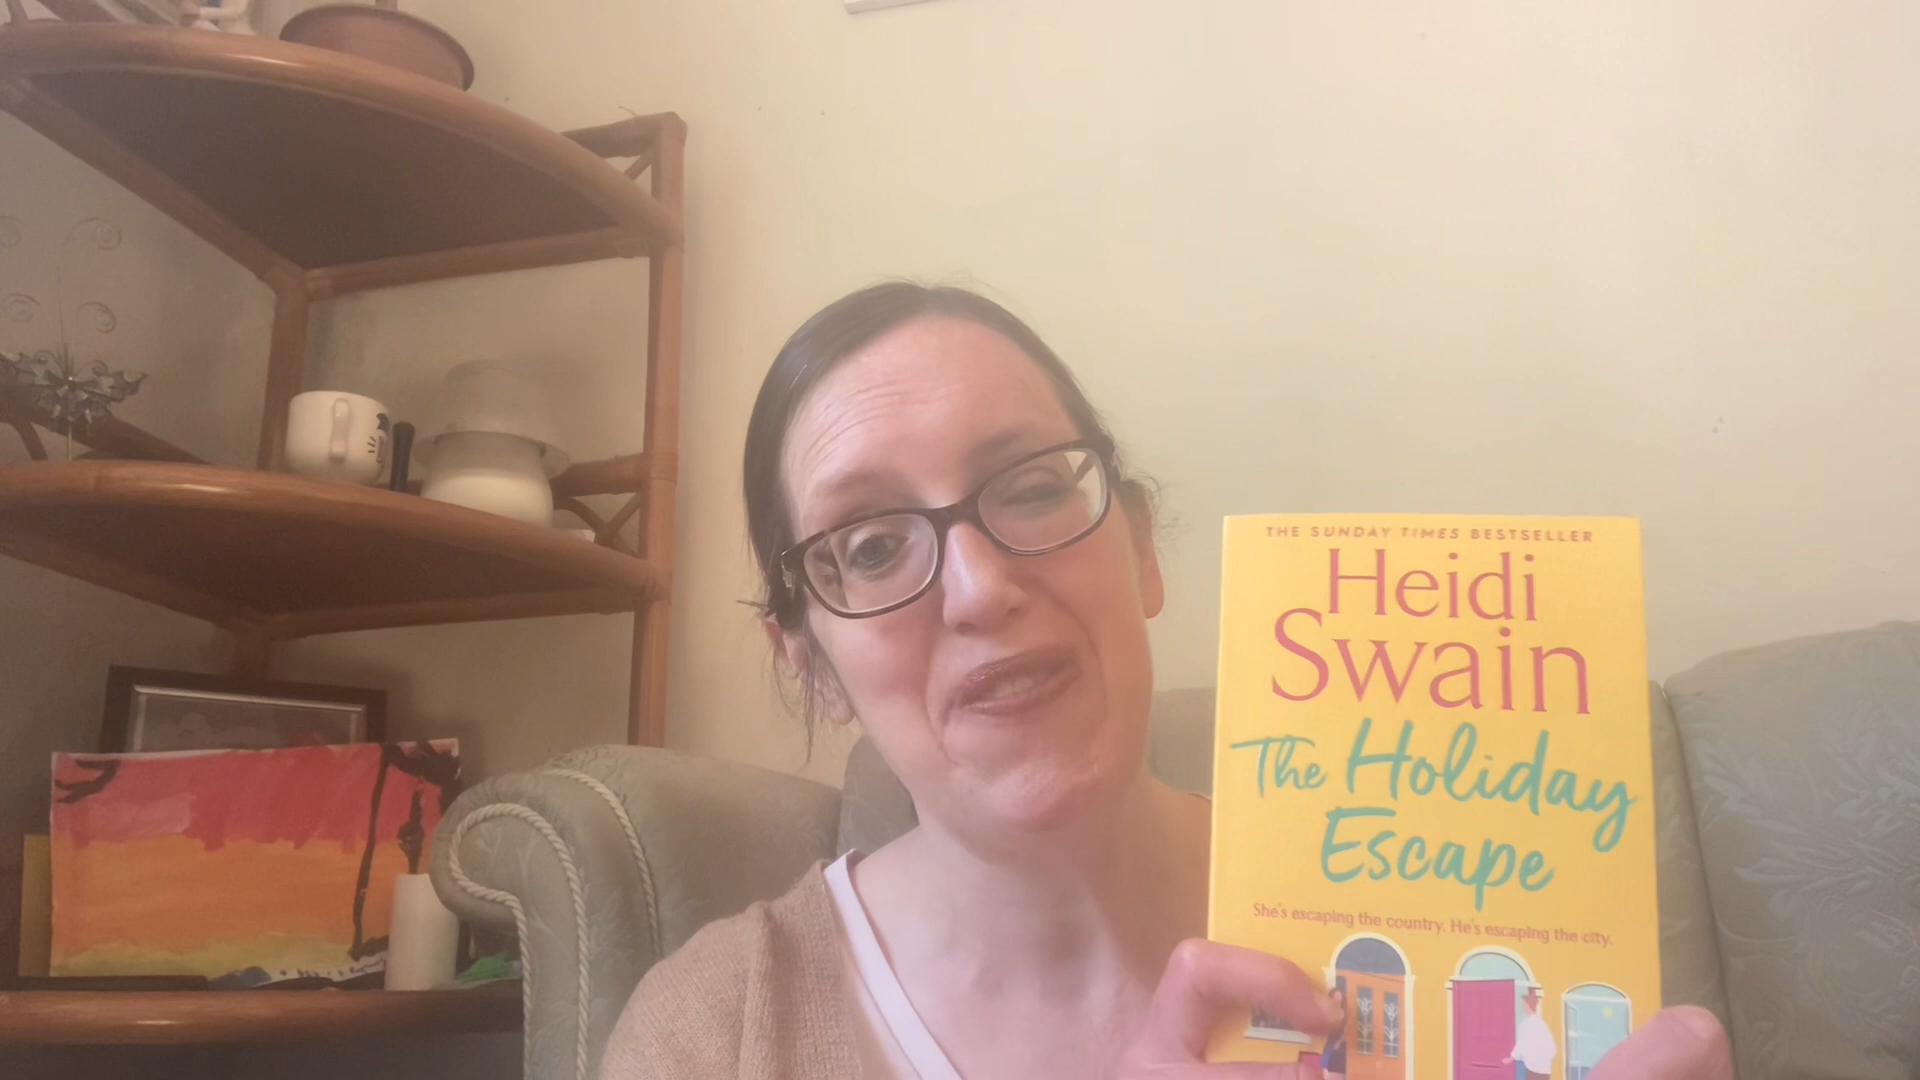 THE SUNDAY TIMES BESTSELLER
Heidi
Swain
The Holiday
Escape
She's escaping the country. He's escaping the city.